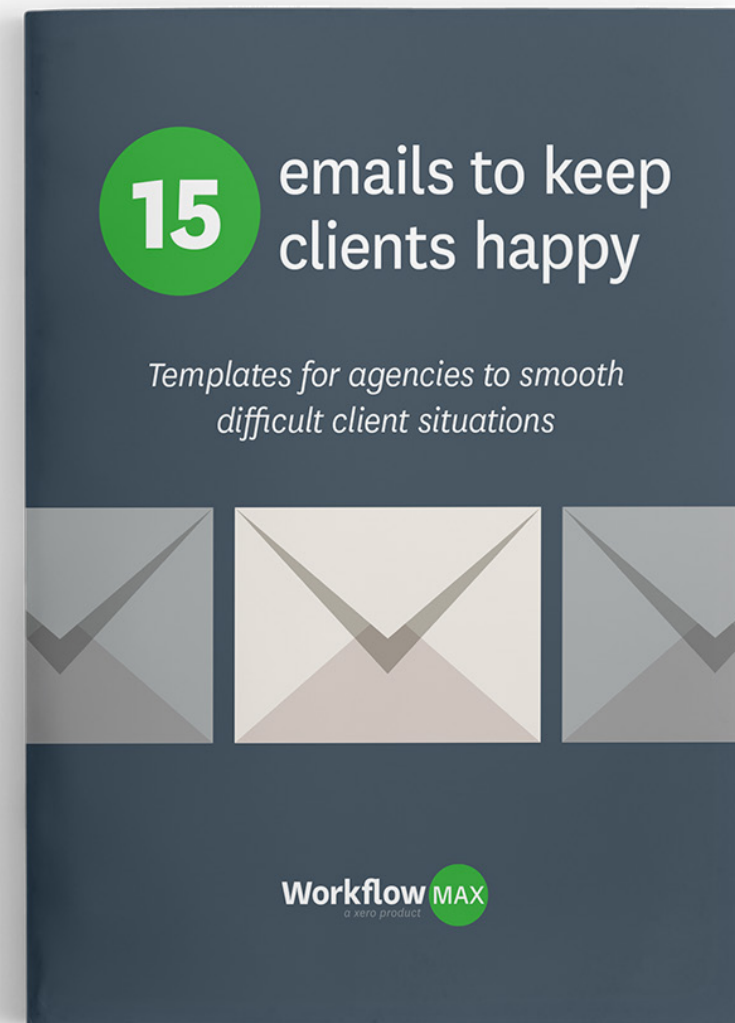 15
emails to keep
clients happy
Templates for agencies to smooth
difficult client situations
Workflow MAX
a xero product